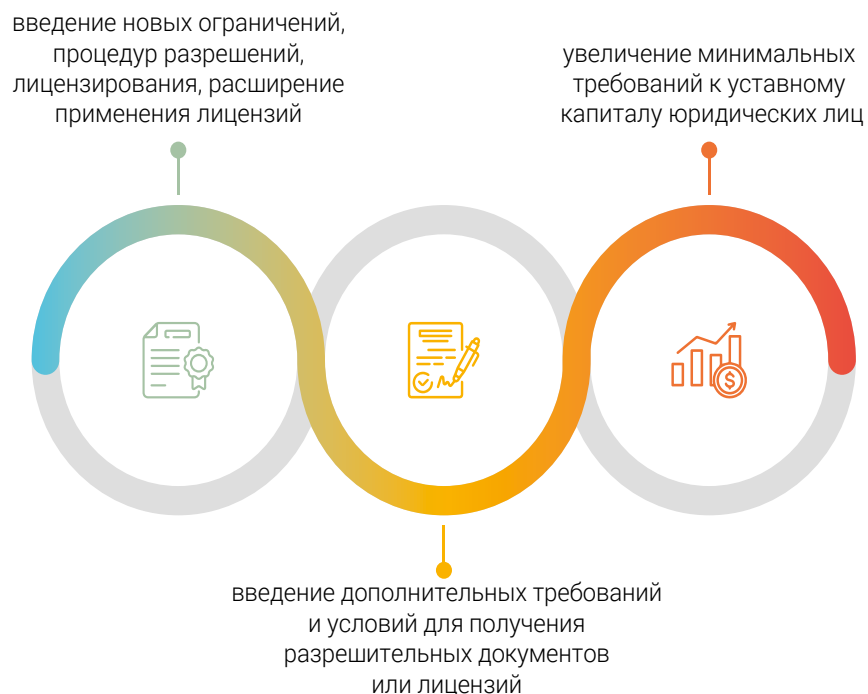 введение новых ограничений,
процедур разрешений,
лицензирования, расширение
применения лицензий
увеличение минимальных
требований к уставному
капиталу юридических лиц
$
введение дополнительных требований
и условий для получения
разрешительных документов
или лицензий